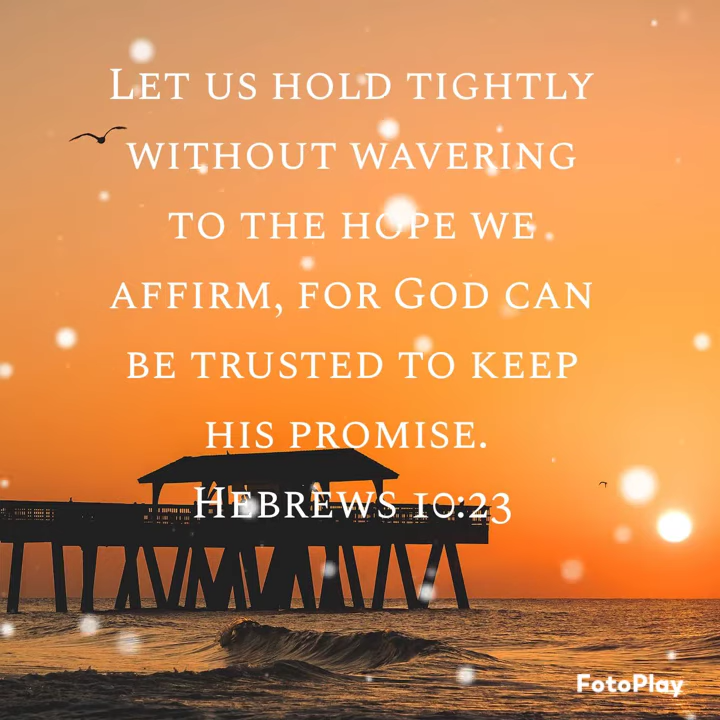 Let us hold tightly
without wavering
to the hope we
affirm, for God can
be trusted to keep
his promise.
Hebrews 10:23
FotoPlay